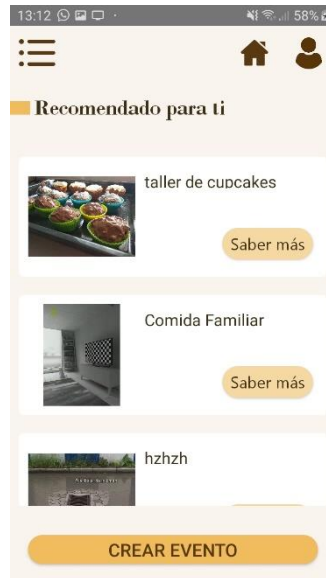 13:12
58%
Recomendado para ti
taller de cupcakes
Saber más
Comida Familiar
Saber más
hzhzh
CREAR EVENTO